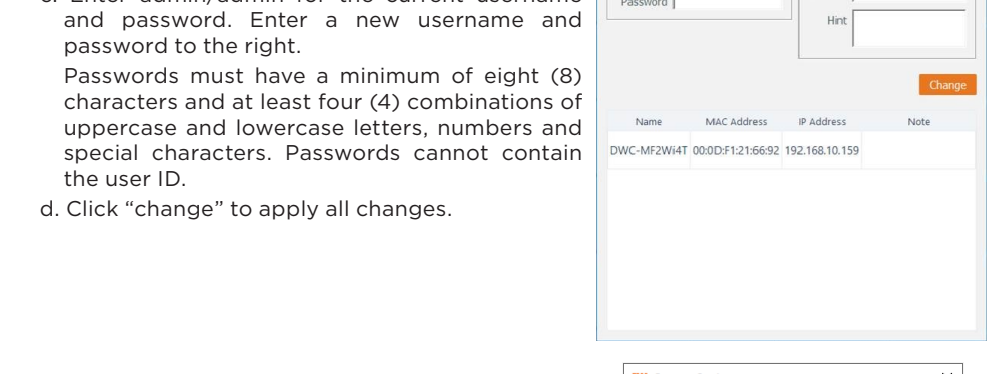 c. Enter admin/admin for the current username
and password. Enter a new username and
password to the right.
Passwords must have a minimum of eight (8)
characters and at least four (4) combinations of
uppercase and lowercase letters, numbers and
special characters. Passwords cannot contain
the user ID.
d. Click “change” to apply all changes.
Password
Hint
Change
Name MAC Address IP Address Note
DWC-MF2Wi4T 00:0D:F1:21:66:92 192.168.10.159